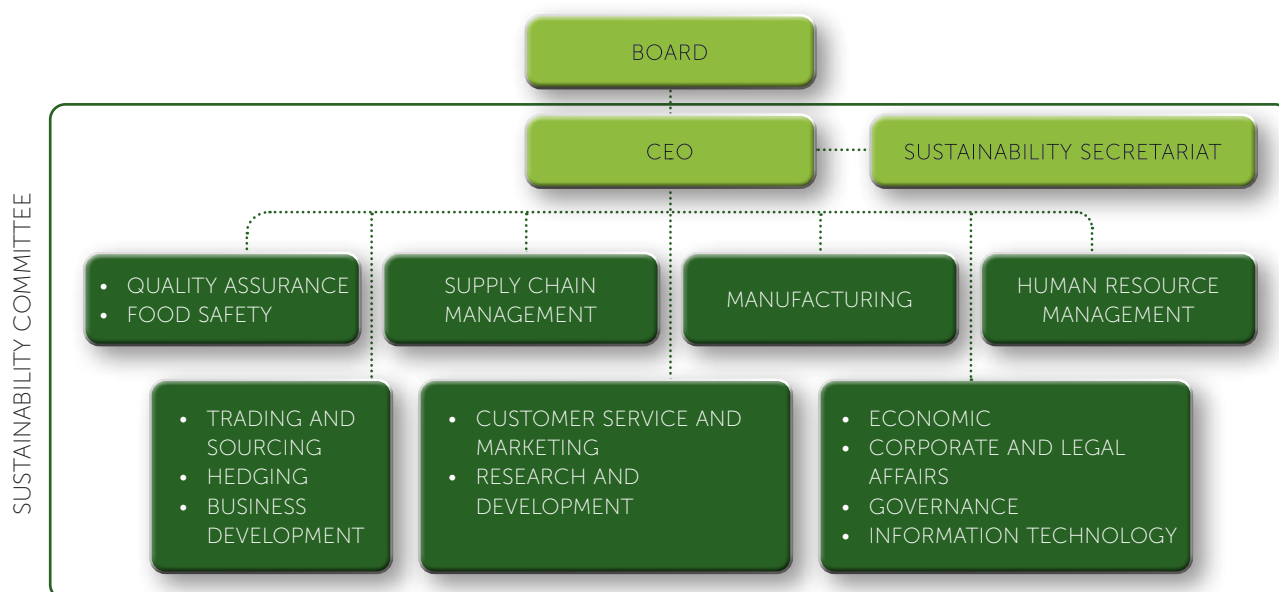 BOARD
CEO
SUSTAINABILITY SECRETARIAT
SUSTAINABILITY COMMITTEE
• QUALITY ASSURANCE
• FOOD SAFETY
SUPPLY CHAIN
MANAGEMENT
MANUFACTURING
HUMAN RESOURCE
MANAGEMENT
• TRADING AND
SOURCING
• HEDGING
• BUSINESS
DEVELOPMENT
• CUSTOMER SERVICE AND
MARKETING
• RESEARCH AND
DEVELOPMENT
• ECONOMIC
• CORPORATE AND LEGAL
AFFAIRS
• GOVERNANCE
• INFORMATION TECHNOLOGY